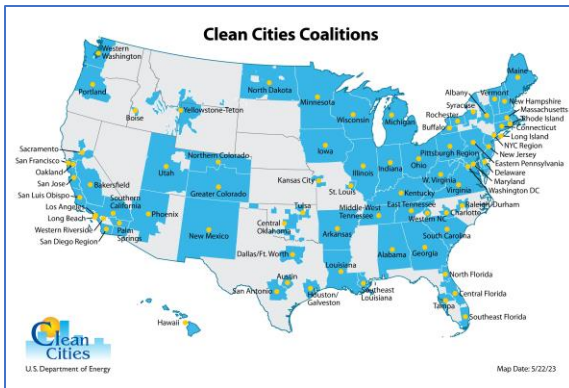 Clean Cities Coalitions
Western
Washington
Portland
Boise
Yellowstone-Teton
North Dakota
Minnesota
Wisconsin
Michigan
Maine
Vermont
New Hampshire
Massachusetts
Rhode Island
Connecticut
Long Island
NYC Region
New Jersey
Eastern Pennsylvania
Delaware
Maryland
Washington DC
Albany
Syracuse
Rochester
Buffalo
Pittsburgh Region
Ohio
Indiana
Illinois
Iowa
W. Virginia
Virginia
Kentucky
St. Louis
Kansas City
Northern Colorado
Greater Colorado
Utah
Sacramento
San Francisco
Oakland
San Jose
San Luis Obispo
Bakersfield
Southern
California
Los Angeles
Long Beach
Western Riverside
San Diego Region
Palm
Springs
Phoenix
New Mexico
Tulsa
Central
Oklahoma
Dallas/Ft. Worth
Arkansas
Middle-West
Tennessee
East Tennessee
Western NC
Charlotte
Raleigh-Durham
South Carolina
Georgia
Alabama
Louisiana
Southeast
Louisiana
Austin
San Antonio
Houston/
Galveston
North Florida
Central Florida
Tampa
Southeast Florida
Hawaii
Clean
Cities
U.S. Department of Energy
Map Date: 5/22/23